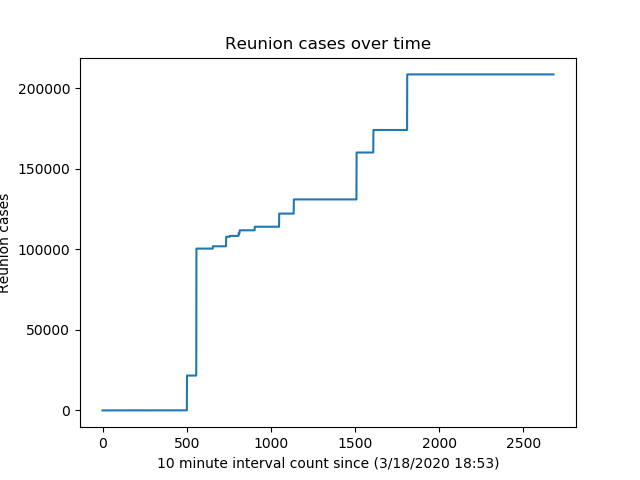 Reunion cases over time
200000
150000
100000
50000
0
Reunion cases
0 500 1000 1500 2000 2500
10 minute interval count since (3/18/2020 18:53)